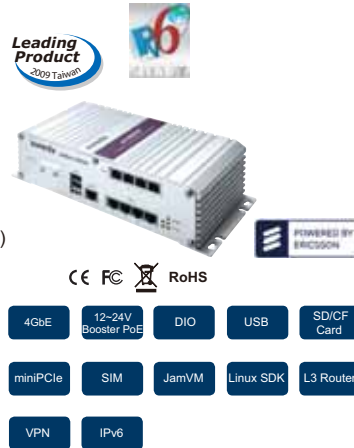 Leading
Product
2009 Taiwan
)
POWERED BY
ERICSSON
CE FC RoHS
4GbE
12~24V
Booster PoE
DIO
USB
SD/CF
Card
miniPCIe
SIM
JamVM
Linux SDK
L3 Router
VPN
IPv6